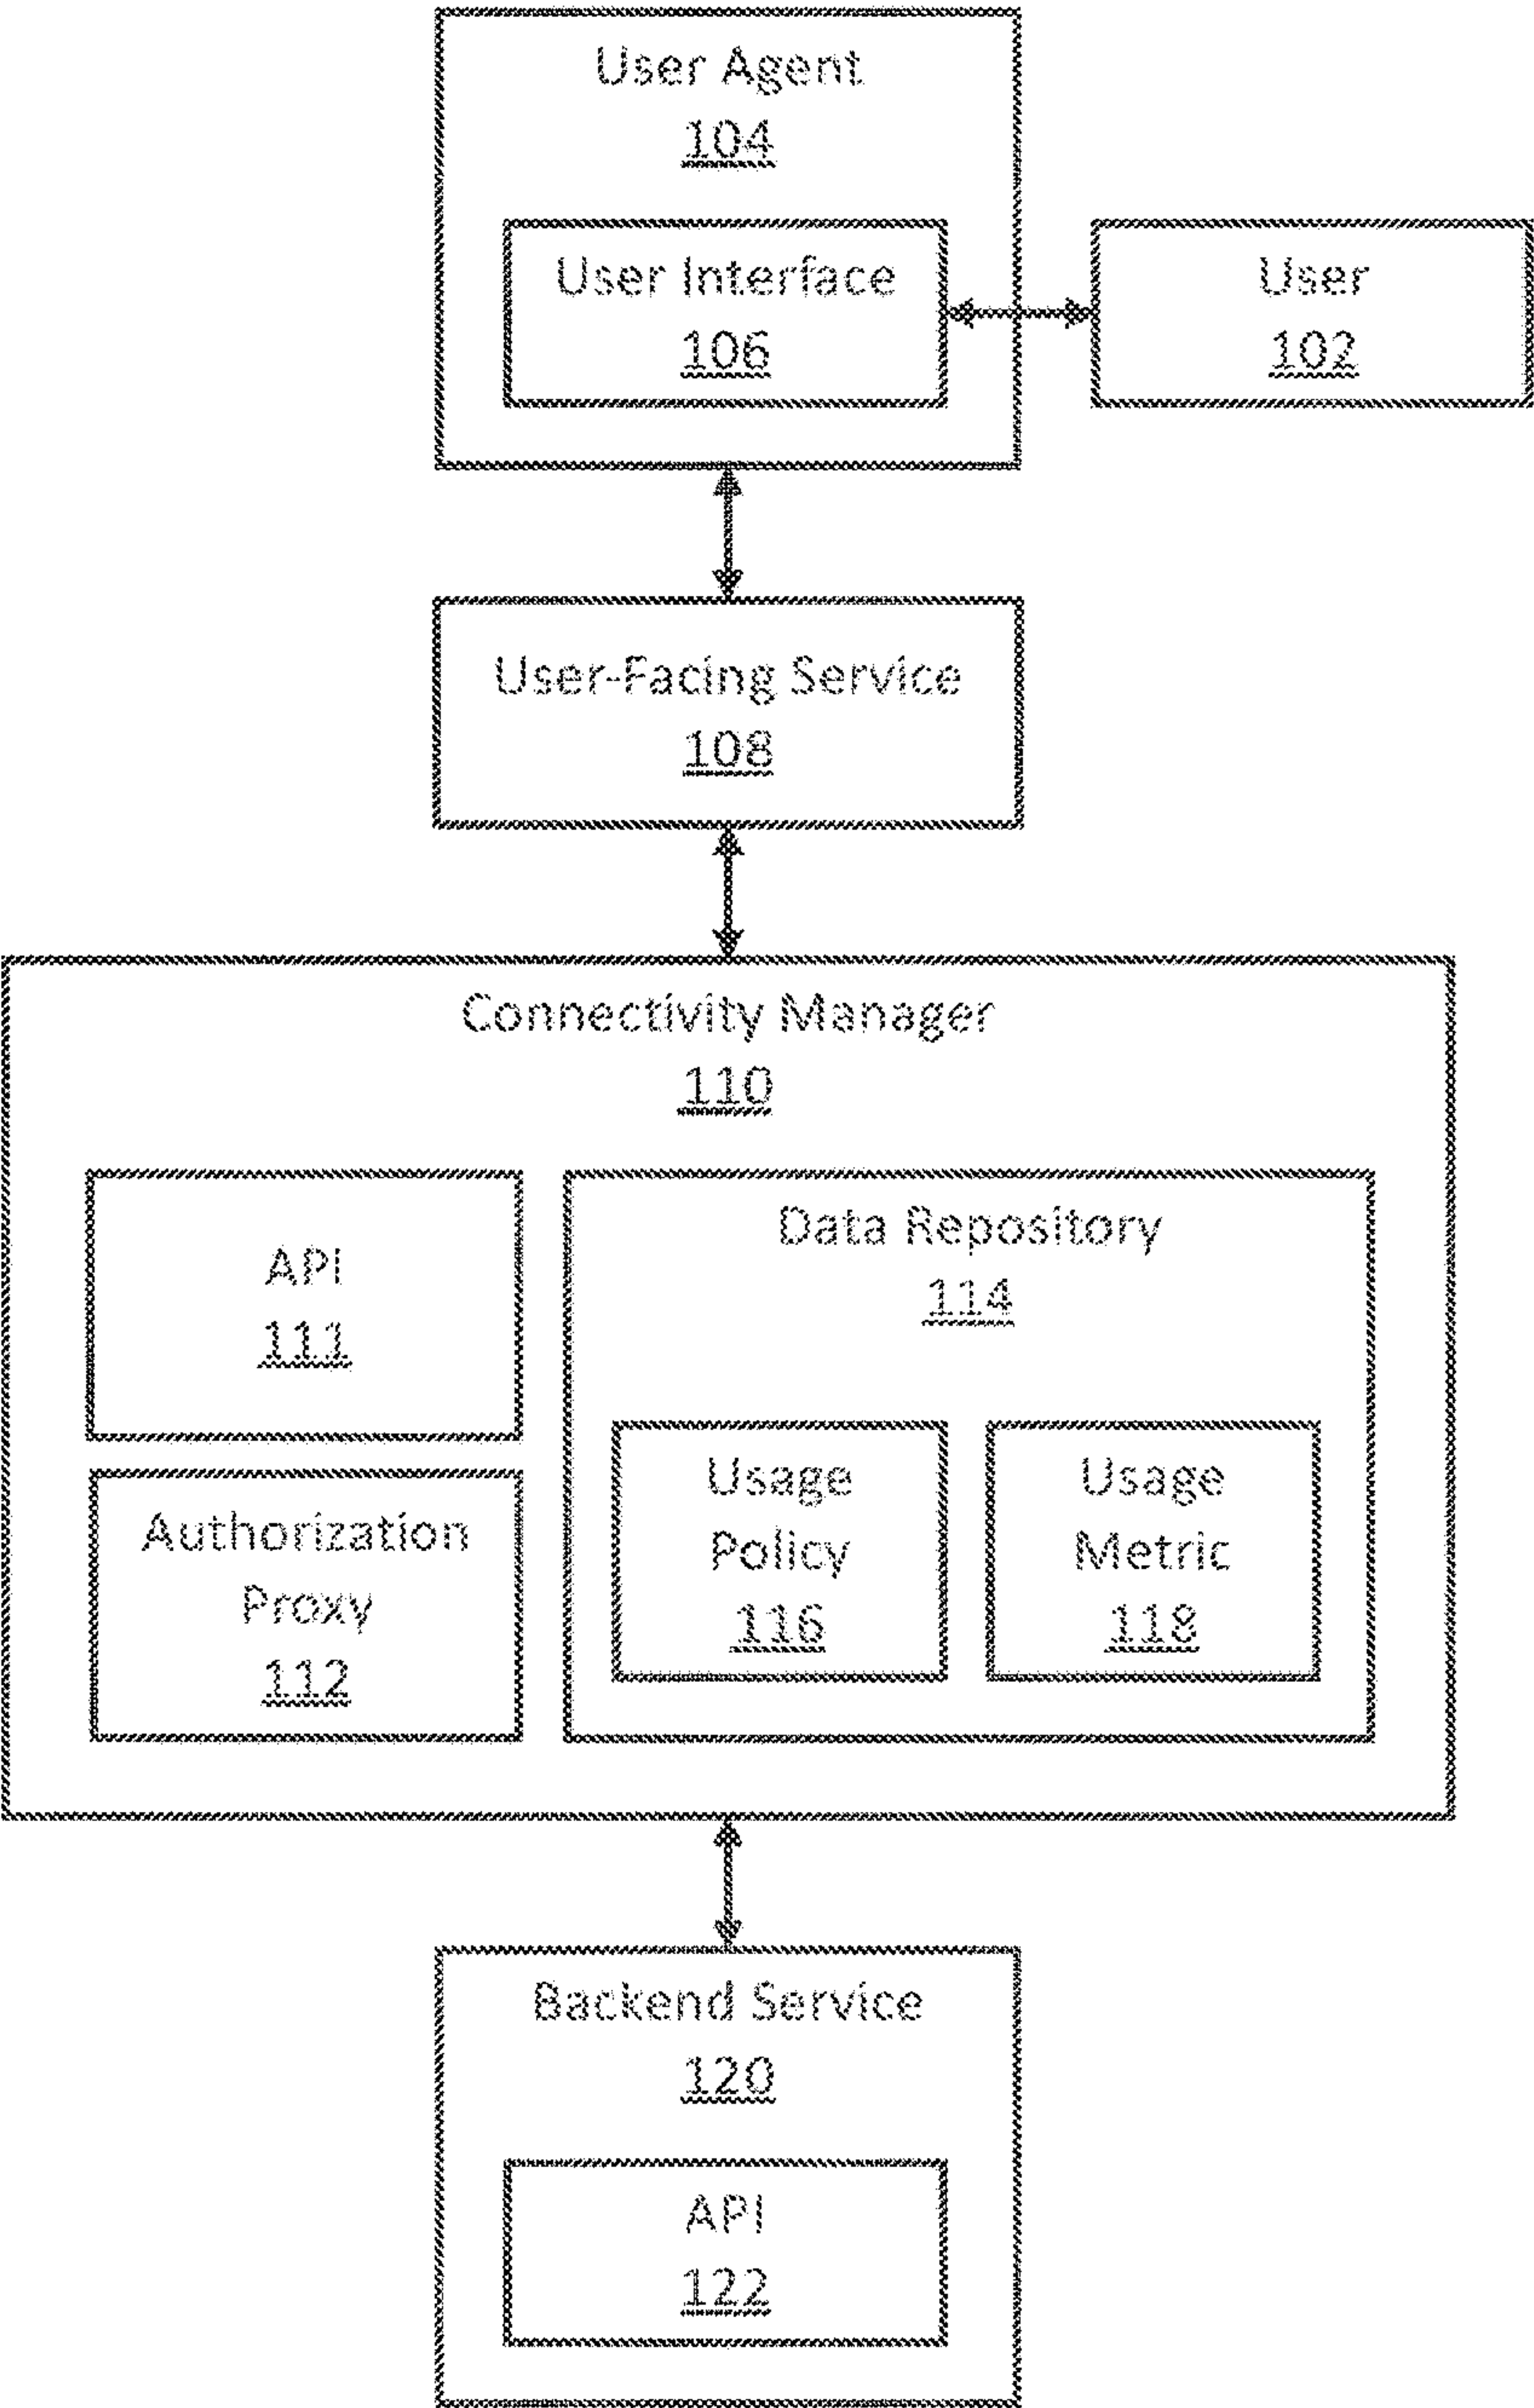 User Agent
104
User Interface
106
User
102
User-Facing Service
108
Connectivity Manager
110
API
111
Authorization
Proxy
112
Data Repository
114
Usage
Policy
116
Usage
Metric
118
Backend Service
120
API
122